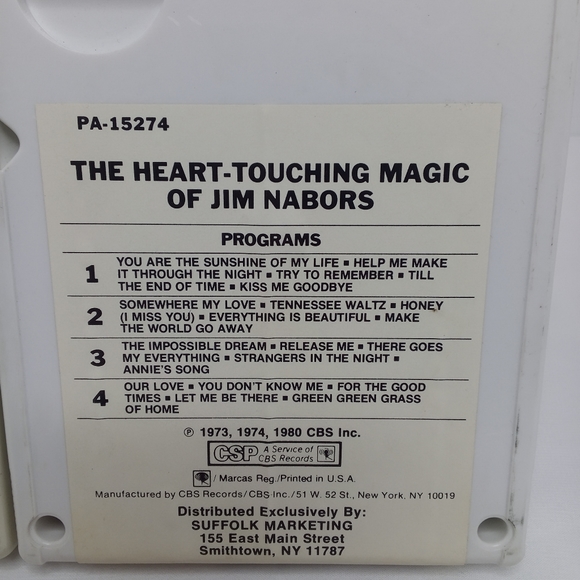 PA-15274
THE HEART-TOUCHING MAGIC
OF JIM NABORS
PROGRAMS
1 YOU ARE THE SUNSHINE OF MY LIFE ▪ HELP ME MAKE
IT THROUGH THE NIGHT ▪ TRY TO REMEMBER ▪ TILL
THE END OF TIME ▪ KISS ME GOODBYE
2 SOMEWHERE MY LOVE ▪ TENNESSEE WALTZ ▪ HONEY
(I MISS YOU) ▪ EVERYTHING IS BEAUTIFUL ▪ MAKE
THE WORLD GO AWAY
3 THE IMPOSSIBLE DREAM ▪ RELEASE ME ▪ THERE GOES
MY EVERYTHING ▪ STRANGERS IN THE NIGHT ▪
ANNIE'S SONG
4 OUR LOVE ▪ YOU DON'T KNOW ME ▪ FOR THE GOOD
TIMES ▪ LET ME BE THERE ▪ GREEN GREEN GRASS
OF HOME
℗ 1973, 1974, 1980 CBS Inc.
CSP A Service of
CBS Records
/ Marcas Reg./Printed in U.S.A.
Manufactured by CBS Records/CBS Inc./51 W. 52 St., New York, NY 10019
Distributed Exclusively By:
SUFFOLK MARKETING
155 East Main Street
Smithtown, NY 11787